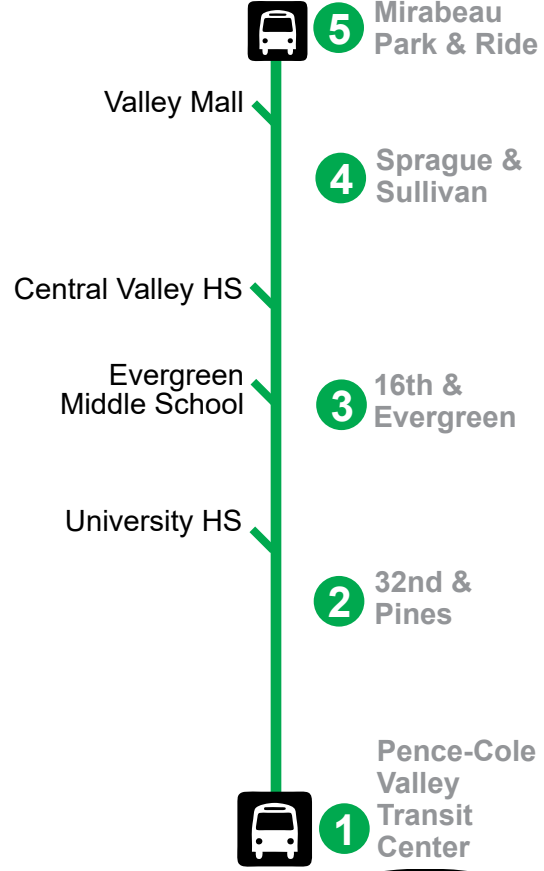 5
Mirabeau
Park & Ride
Valley Mall
4
Sprague &
Sullivan
Central Valley HS
Evergreen
Middle School
3
16th &
Evergreen
University HS
2
32nd &
Pines
1
Pence-Cole
Valley
Transit
Center